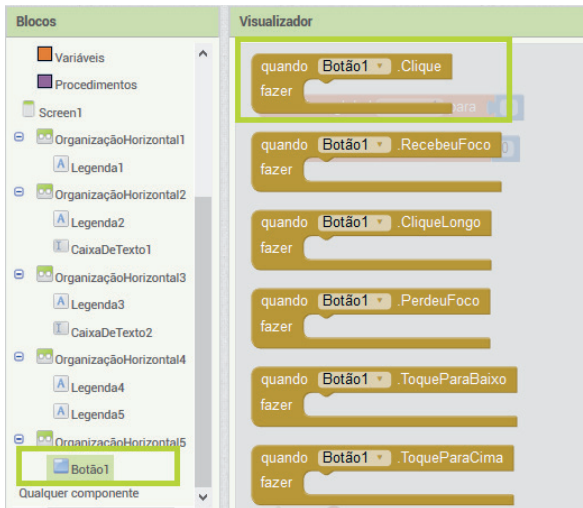 Blocos
Variáveis
Procedimentos
Screen1
OrganizaçãoHorizontal1
Legenda1
OrganizaçãoHorizontal2
Legenda2
CaixaDeTexto1
OrganizaçãoHorizontal3
Legenda3
CaixaDeTexto2
OrganizaçãoHorizontal4
Legenda4
Legenda5
OrganizaçãoHorizontal5
Botão1
Qualquer componente
Visualizador
quando Botão1 .Clique
fazer
para
quando Botão1 .RecebeuFoco
0
fazer
quando Botão1 .CliqueLongo
fazer
quando Botão1 .PerdeuFoco
fazer
quando Botão1 .ToqueParaBaixo
fazer
quando Botão1 .ToqueParaCima
fazer